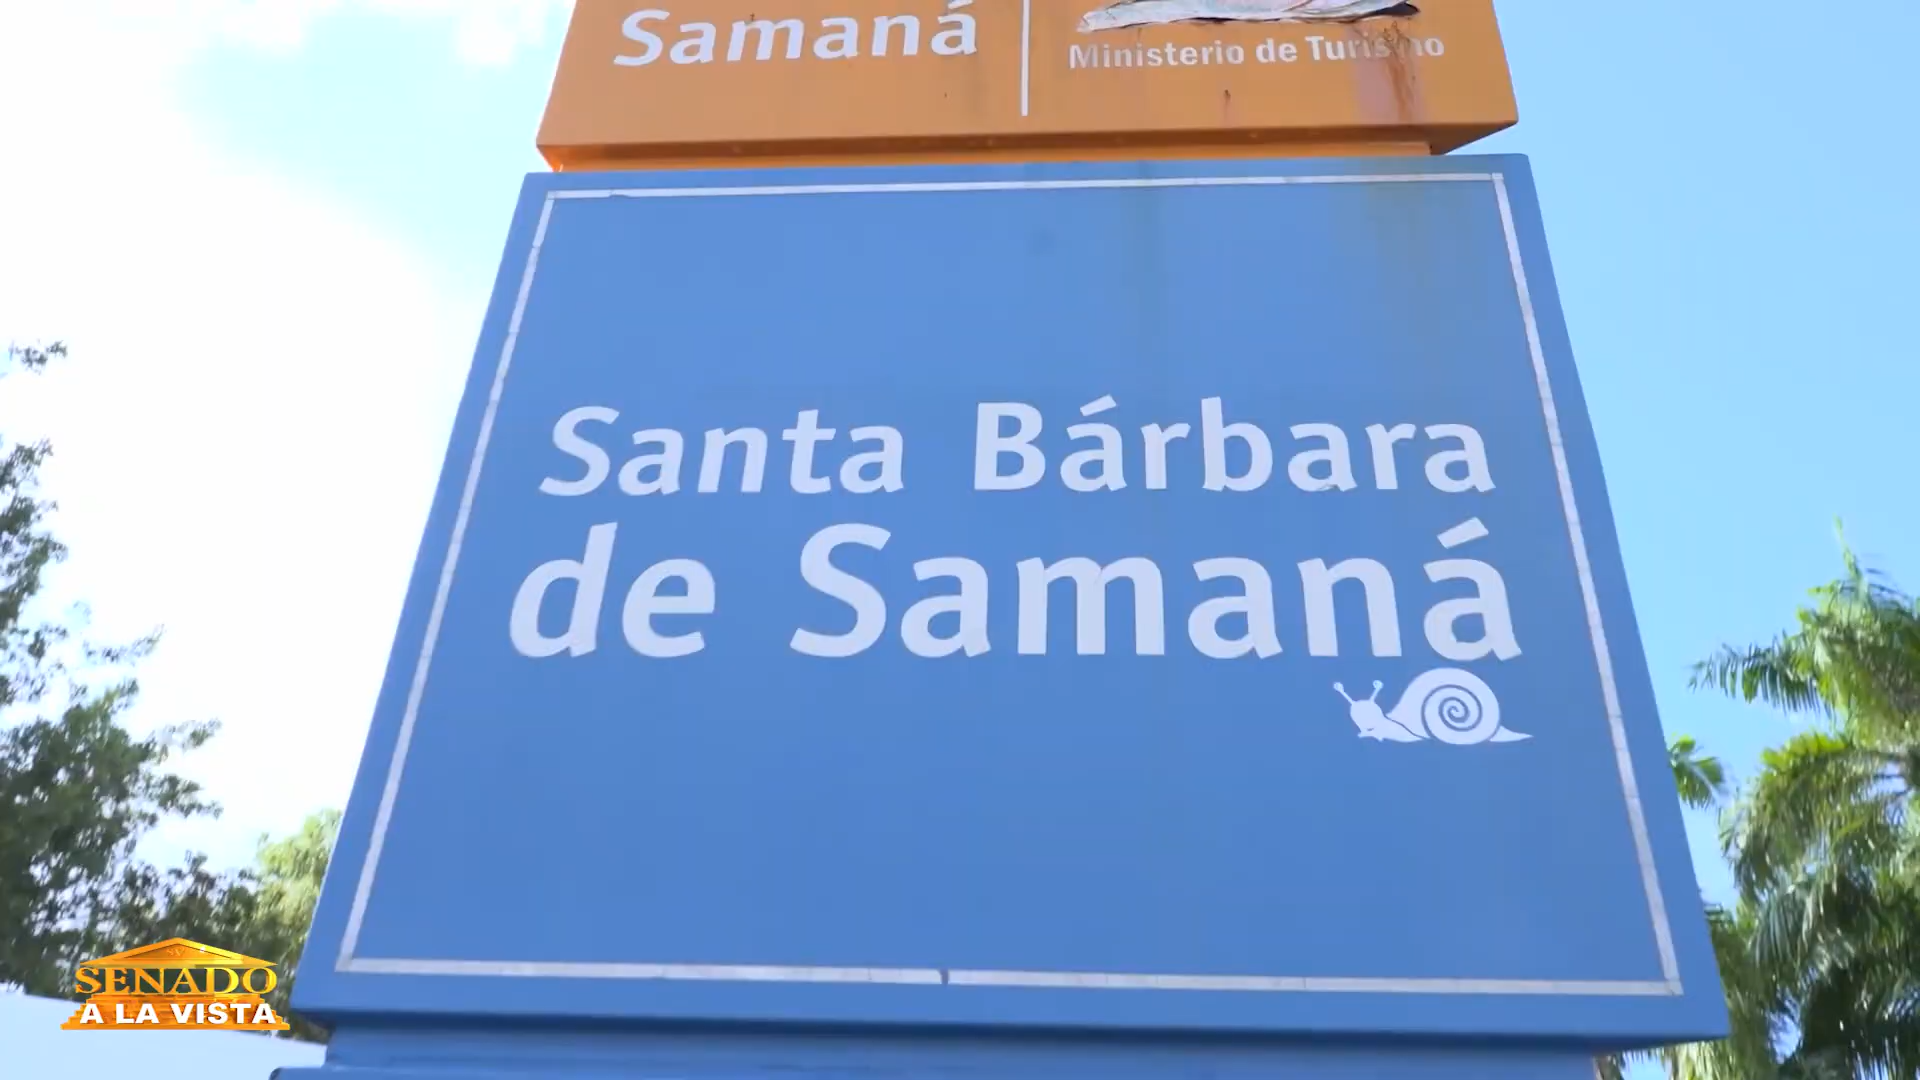 Samaná
Ministerio de Turismo
Santa Bárbara
de Samaná
SENADO
A LA VISTA